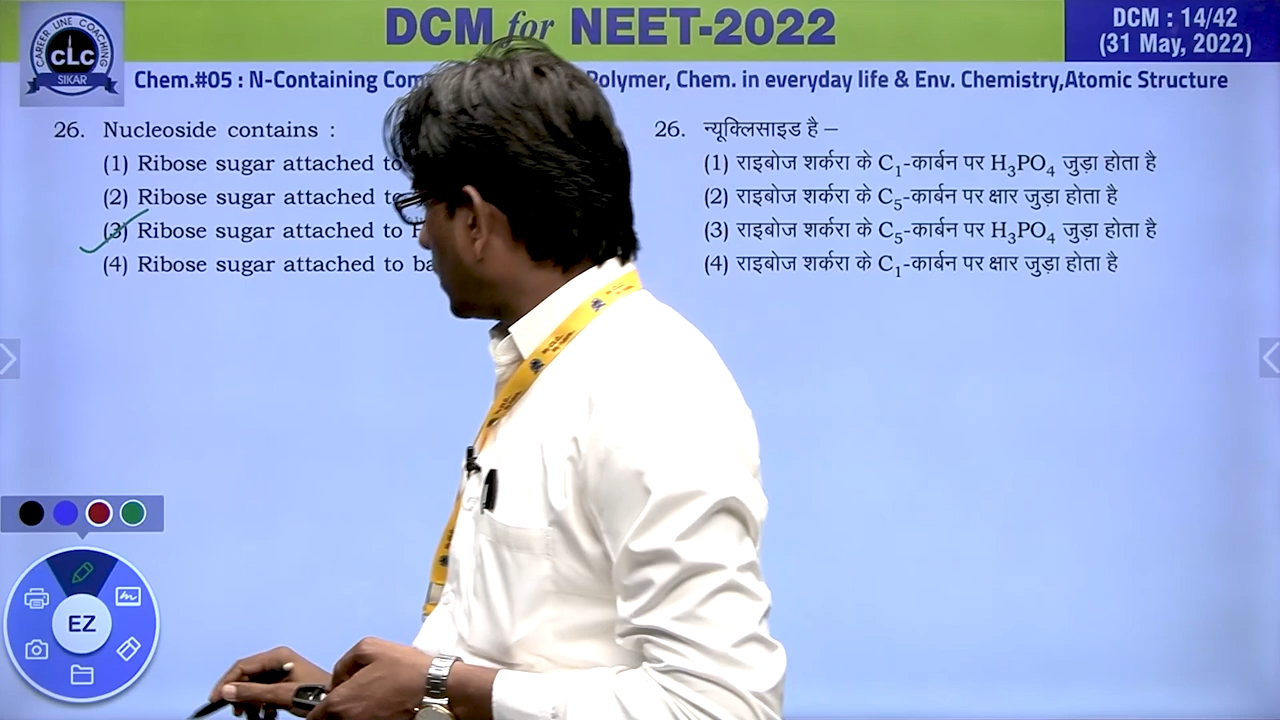 CAREER LINE COACHING
CLC
SIKAR
DCM for NEET-2022
DCM : 14/42
(31 May, 2022)
Chem.#05 : N-Containing Polymer, Chem. in everyday life & Env. Chemistry,Atomic Structure
26. Nucleoside contains :
(1) Ribose sugar attached to
(2) Ribose sugar attached
(3) Ribose sugar attached to
(4) Ribose sugar attached to
26. न्यूक्लिसाइड है –
(1) राइबोज शर्करा के C₁-कार्बन पर H₃PO₄ जुड़ा होता है
(2) राइबोज शर्करा के C₅-कार्बन पर क्षार जुड़ा होता है
(3) राइबोज शर्करा के C₅-कार्बन पर H₃PO₄ जुड़ा होता है
(4) राइबोज शर्करा के C₁-कार्बन पर क्षार जुड़ा होता है
EZ